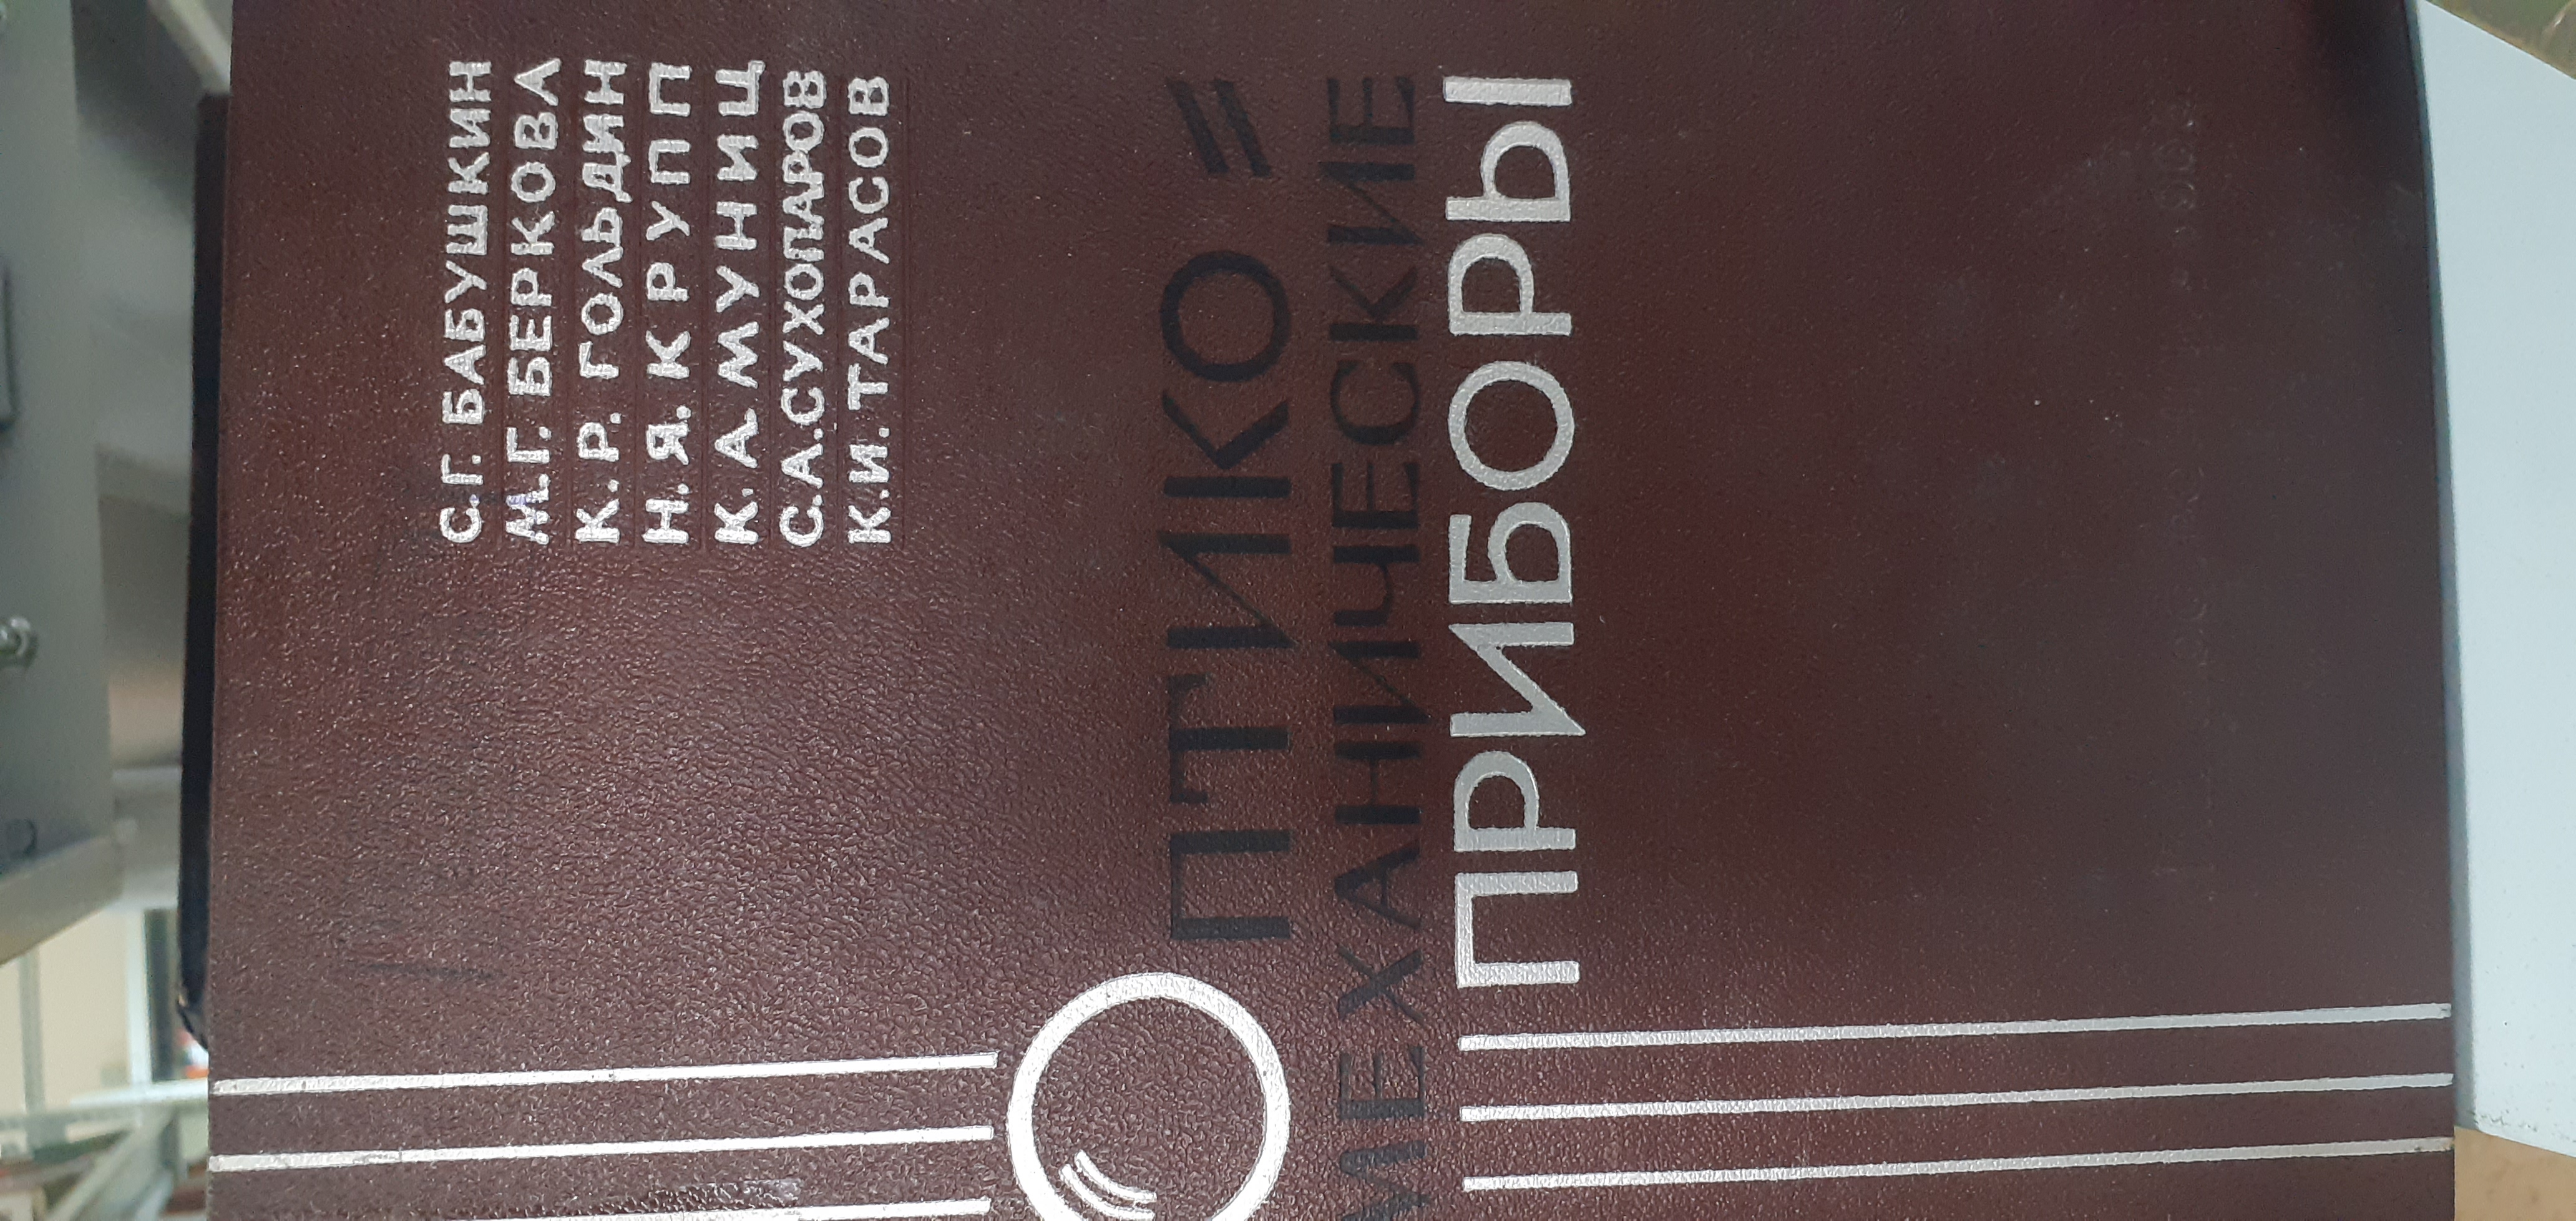 С.Г. БАБУШКИН
М.Г. БЕРКОВА
К.Р. ГОЛЬДИН
Н.Я. КРУПП
К.А. МУНИЦ
С.А. СУХОПАРОВ
К.И. ТАРАСОВ
ОПТИКО =
МЕХАНИЧЕСКИЕ
ПРИБОРЫ